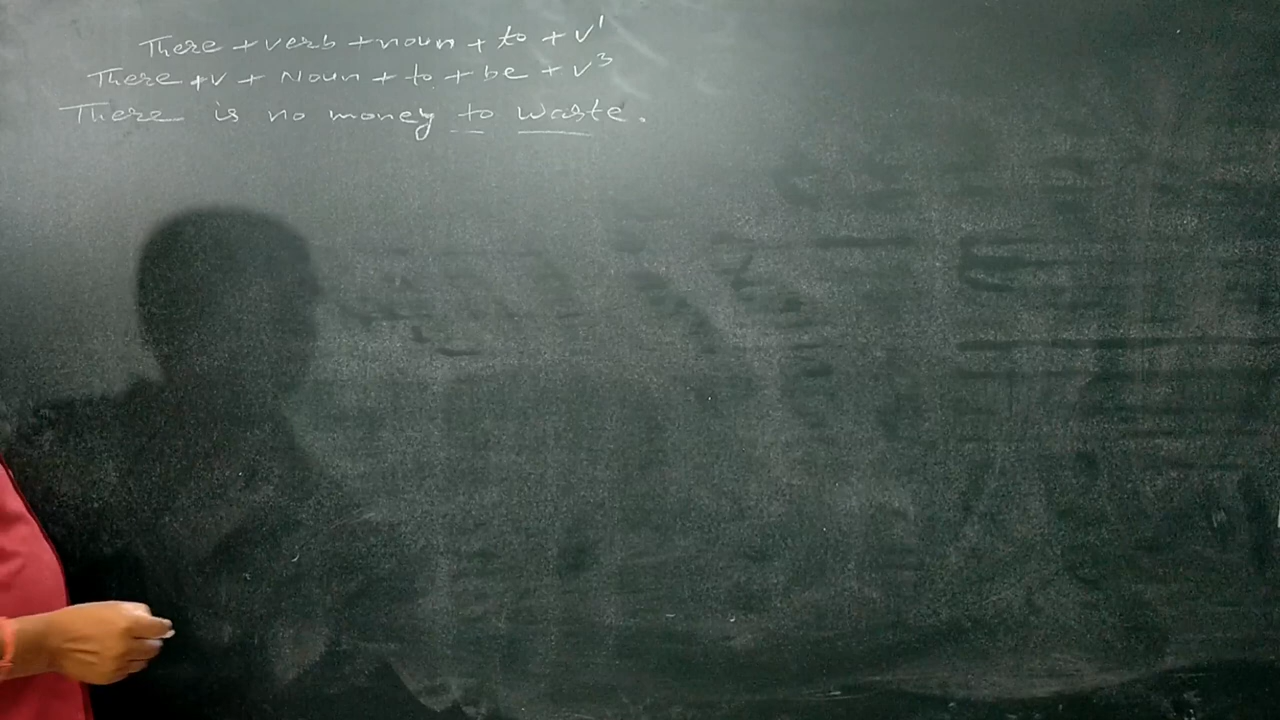 There + verb + noun + to + v¹
There + v + Noun + to + be + v³
There is no money to waste.